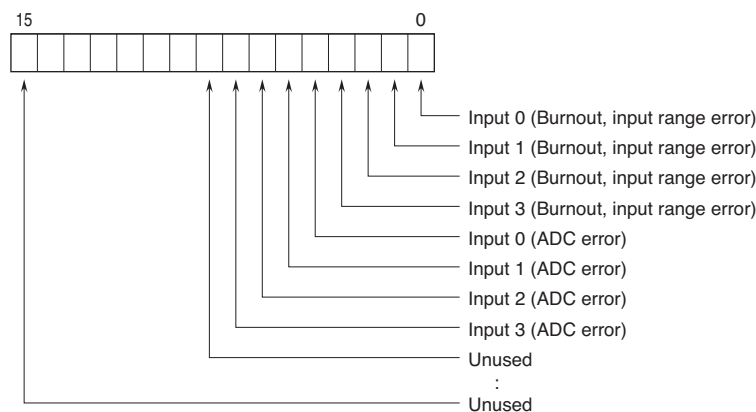 15 0
Input 0 (Burnout, input range error)
Input 1 (Burnout, input range error)
Input 2 (Burnout, input range error)
Input 3 (Burnout, input range error)
Input 0 (ADC error)
Input 1 (ADC error)
Input 2 (ADC error)
Input 3 (ADC error)
Unused
:
Unused